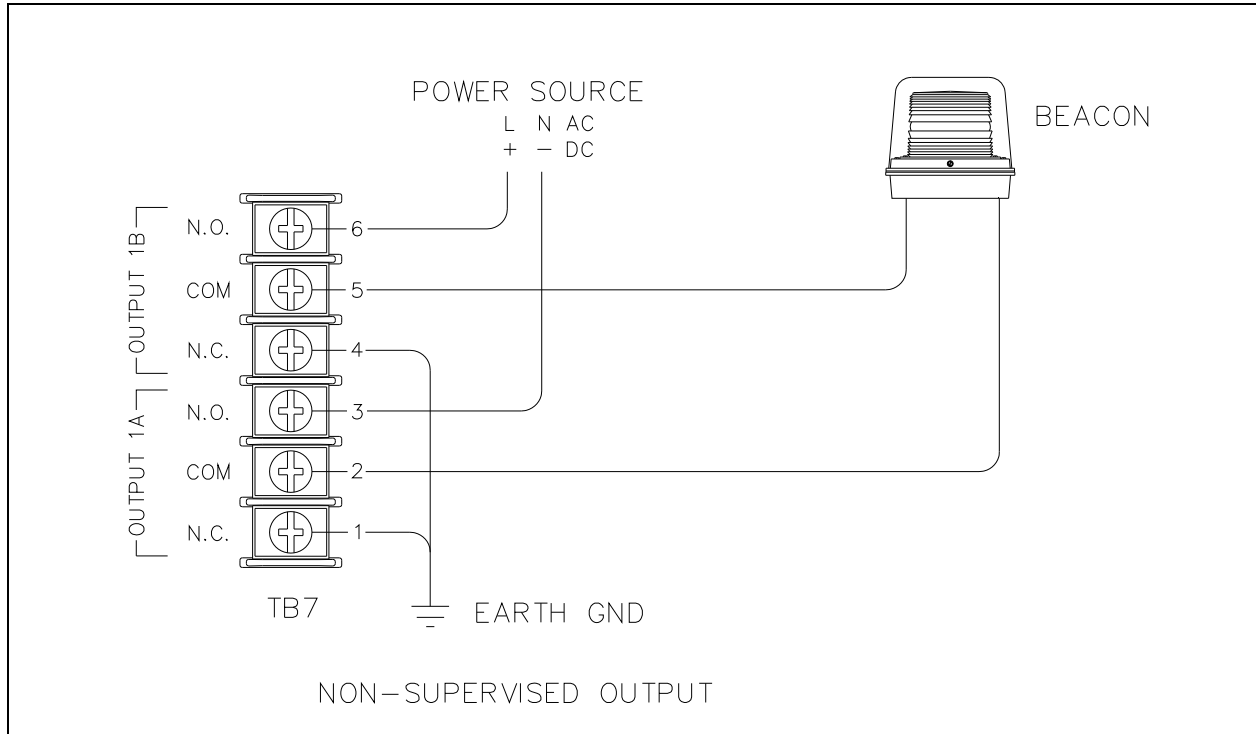 POWER SOURCE
L N AC
+ − DC
BEACON
OUTPUT 1B
N.O. 6
COM 5
N.C. 4
OUTPUT 1A
N.O. 3
COM 2
N.C. 1
TB7
EARTH GND
NON−SUPERVISED OUTPUT